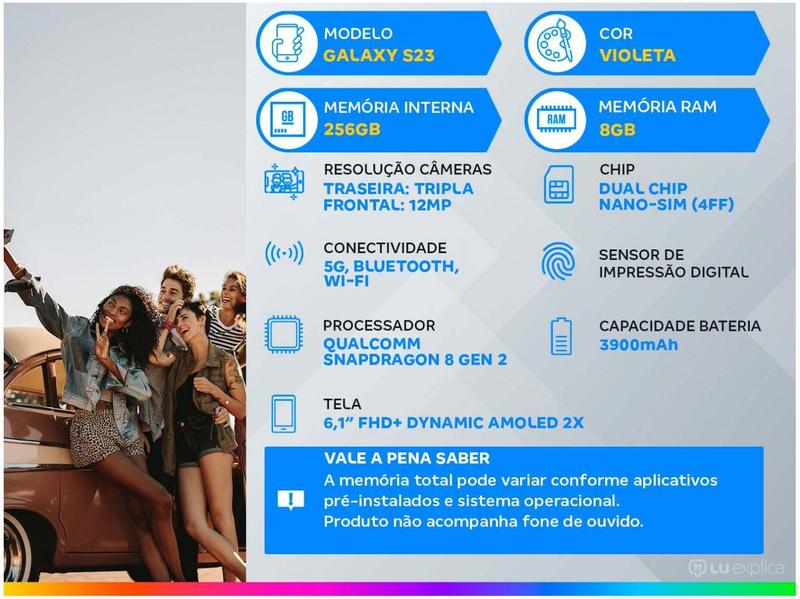 MODELO
GALAXY S23
COR
VIOLETA
MEMÓRIA INTERNA
256GB
MEMÓRIA RAM
8GB
GB
RAM
RESOLUÇÃO CÂMERAS
TRASEIRA: TRIPLA
FRONTAL: 12MP
CHIP
DUAL CHIP
NANO-SIM (4FF)
CONECTIVIDADE
5G, BLUETOOTH,
WI-FI
SENSOR DE
IMPRESSÃO DIGITAL
PROCESSADOR
QUALCOMM
SNAPDRAGON 8 GEN 2
CAPACIDADE BATERIA
3900mAh
TELA
6,1” FHD+ DYNAMIC AMOLED 2X
VALE A PENA SABER
A memória total pode variar conforme aplicativos
pré-instalados e sistema operacional.
Produto não acompanha fone de ouvido.
LU explica